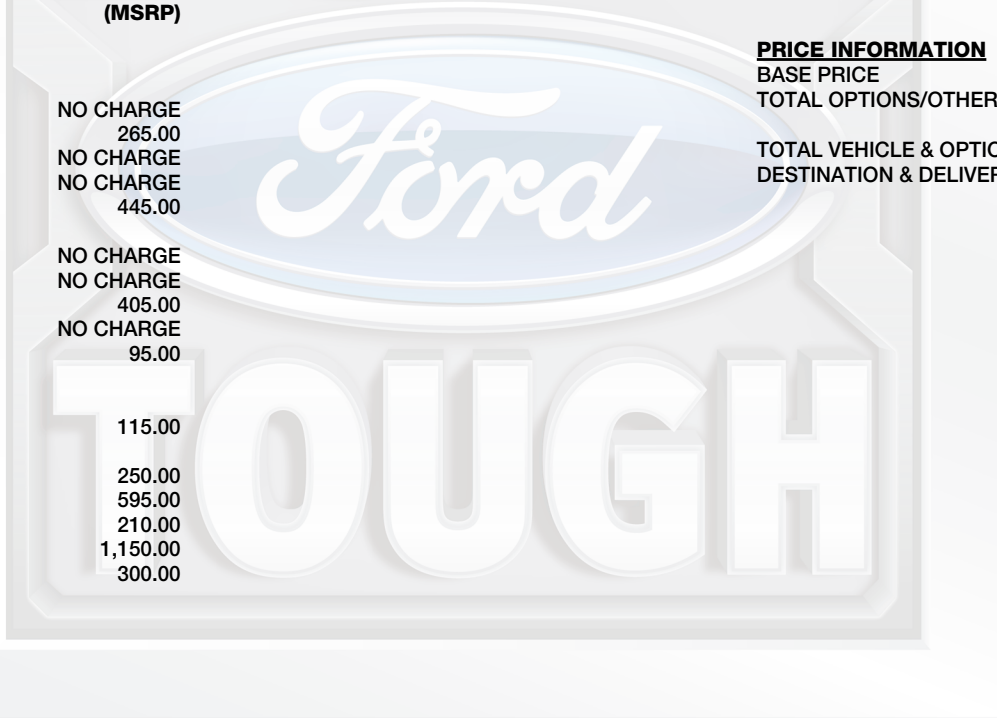 (MSRP)
NO CHARGE
265.00
NO CHARGE
NO CHARGE
445.00
NO CHARGE
NO CHARGE
405.00
NO CHARGE
95.00
115.00
250.00
595.00
210.00
1,150.00
300.00
PRICE INFORMATION
BASE PRICE
TOTAL OPTIONS/OTHER
TOTAL VEHICLE & OPTIO
DESTINATION & DELIVER
Ford
TOUGH